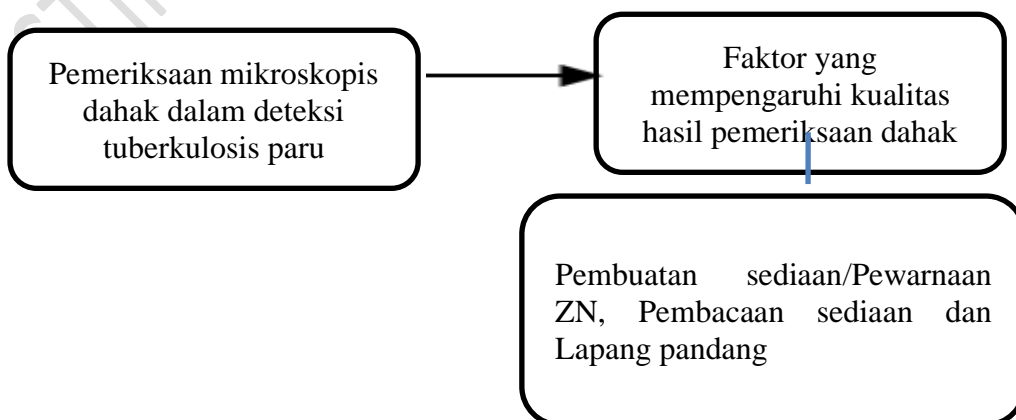 Pemeriksaan mikroskopis
dahak dalam deteksi
tuberkulosis paru
Faktor yang
mempengaruhi kualitas
hasil pemeriksaan dahak
Pembuatan sediaan/Pewarnaan
ZN, Pembacaan sediaan dan
Lapang pandang